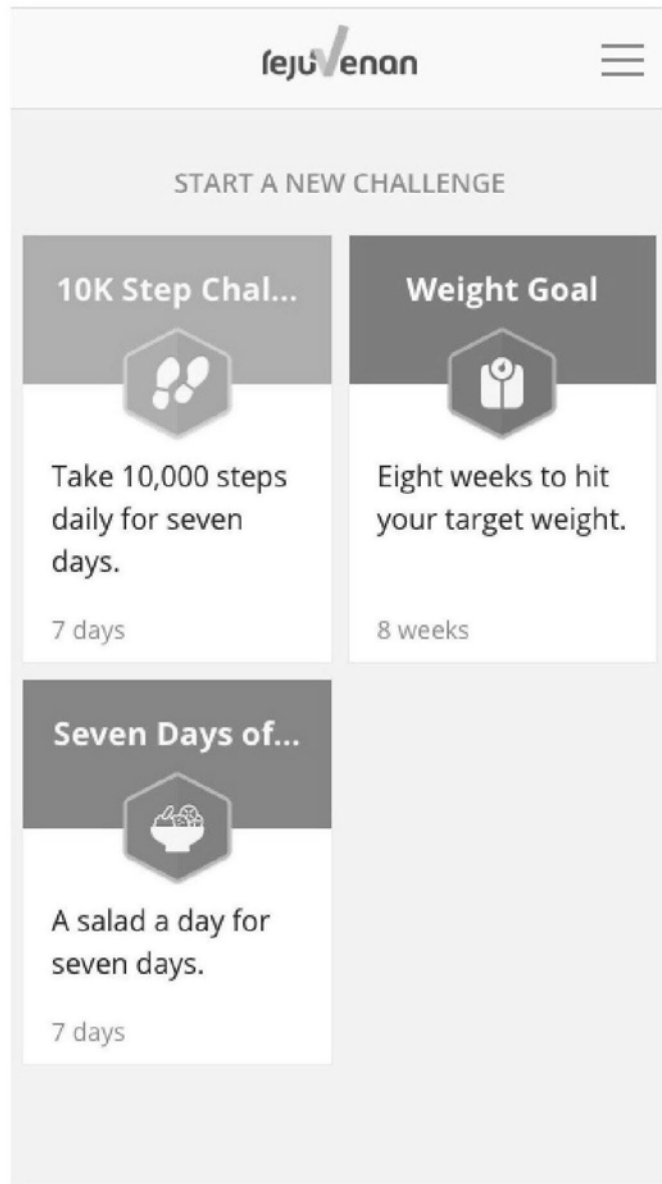 rejuvenan
START A NEW CHALLENGE
10K Step Chal...
Take 10,000 steps
daily for seven
days.
7 days
Weight Goal
Eight weeks to hit
your target weight.
8 weeks
Seven Days of...
A salad a day for
seven days.
7 days